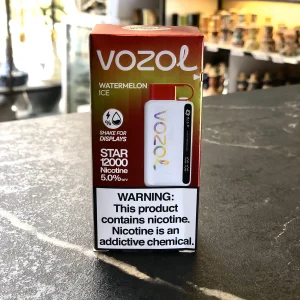 VOZOL
WATERMELON
ICE
SHAKE FOR
DISPLAYS
STAR
12000
Nicotine
5.0%
VOZOL
WARNING:
This product
contains nicotine.
Nicotine is an
addictive chemical.